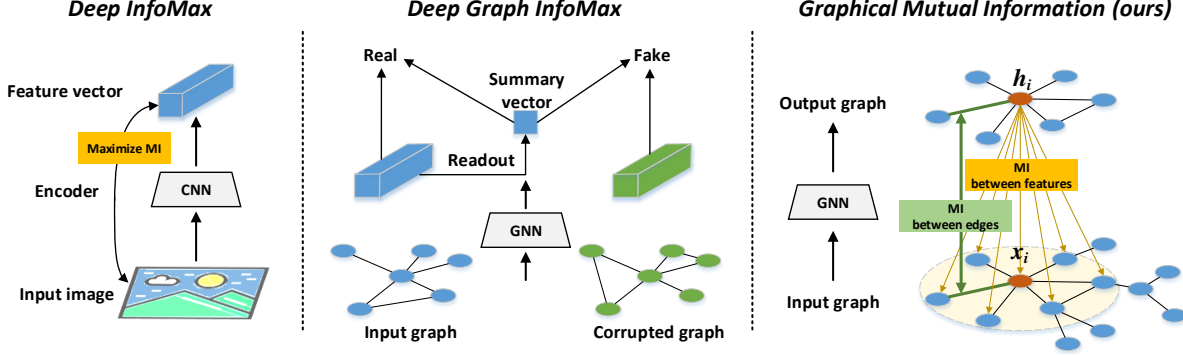 Deep InfoMax
Feature vector
Maximize MI
Encoder
CNN
Input image
Deep Graph InfoMax
Real
Fake
Summary
vector
Readout
GNN
Input graph
Corrupted graph
Graphical Mutual Information (ours)
Output graph
GNN
Input graph
h_i
MI
between features
MI
between edges
x_i